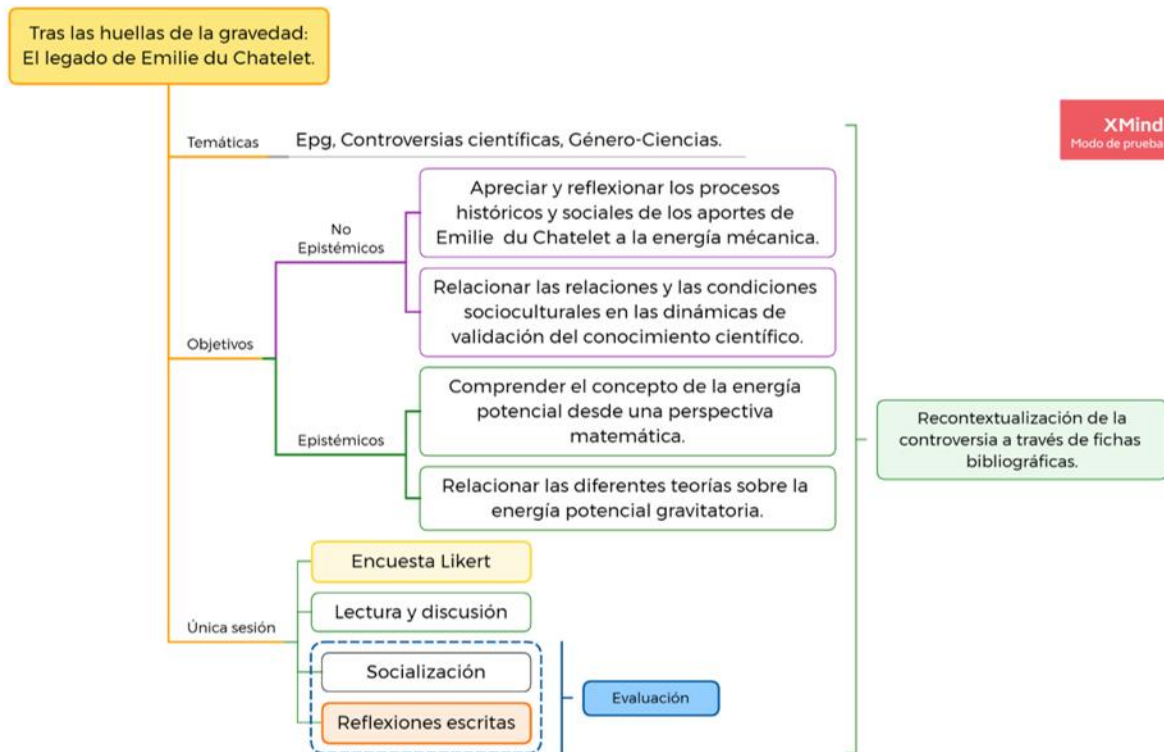 Tras las huellas de la gravedad:
El legado de Emilie du Chatelet.
XMind
Modo de prueba
Temáticas
Epg, Controversias científicas, Género-Ciencias.
No
Epistémicos
Apreciar y reflexionar los procesos
históricos y sociales de los aportes de
Emilie du Chatelet a la energía mécanica.
Relacionar las relaciones y las condiciones
socioculturales en las dinámicas de
validación del conocimiento científico.
Objetivos
Epistémicos
Comprender el concepto de la energía
potencial desde una perspectiva
matemática.
Relacionar las diferentes teorías sobre la
energía potencial gravitatoria.
Recontextualización de la
controversia a través de fichas
bibliográficas.
Única sesión
Encuesta Likert
Lectura y discusión
Socialización
Reflexiones escritas
Evaluación